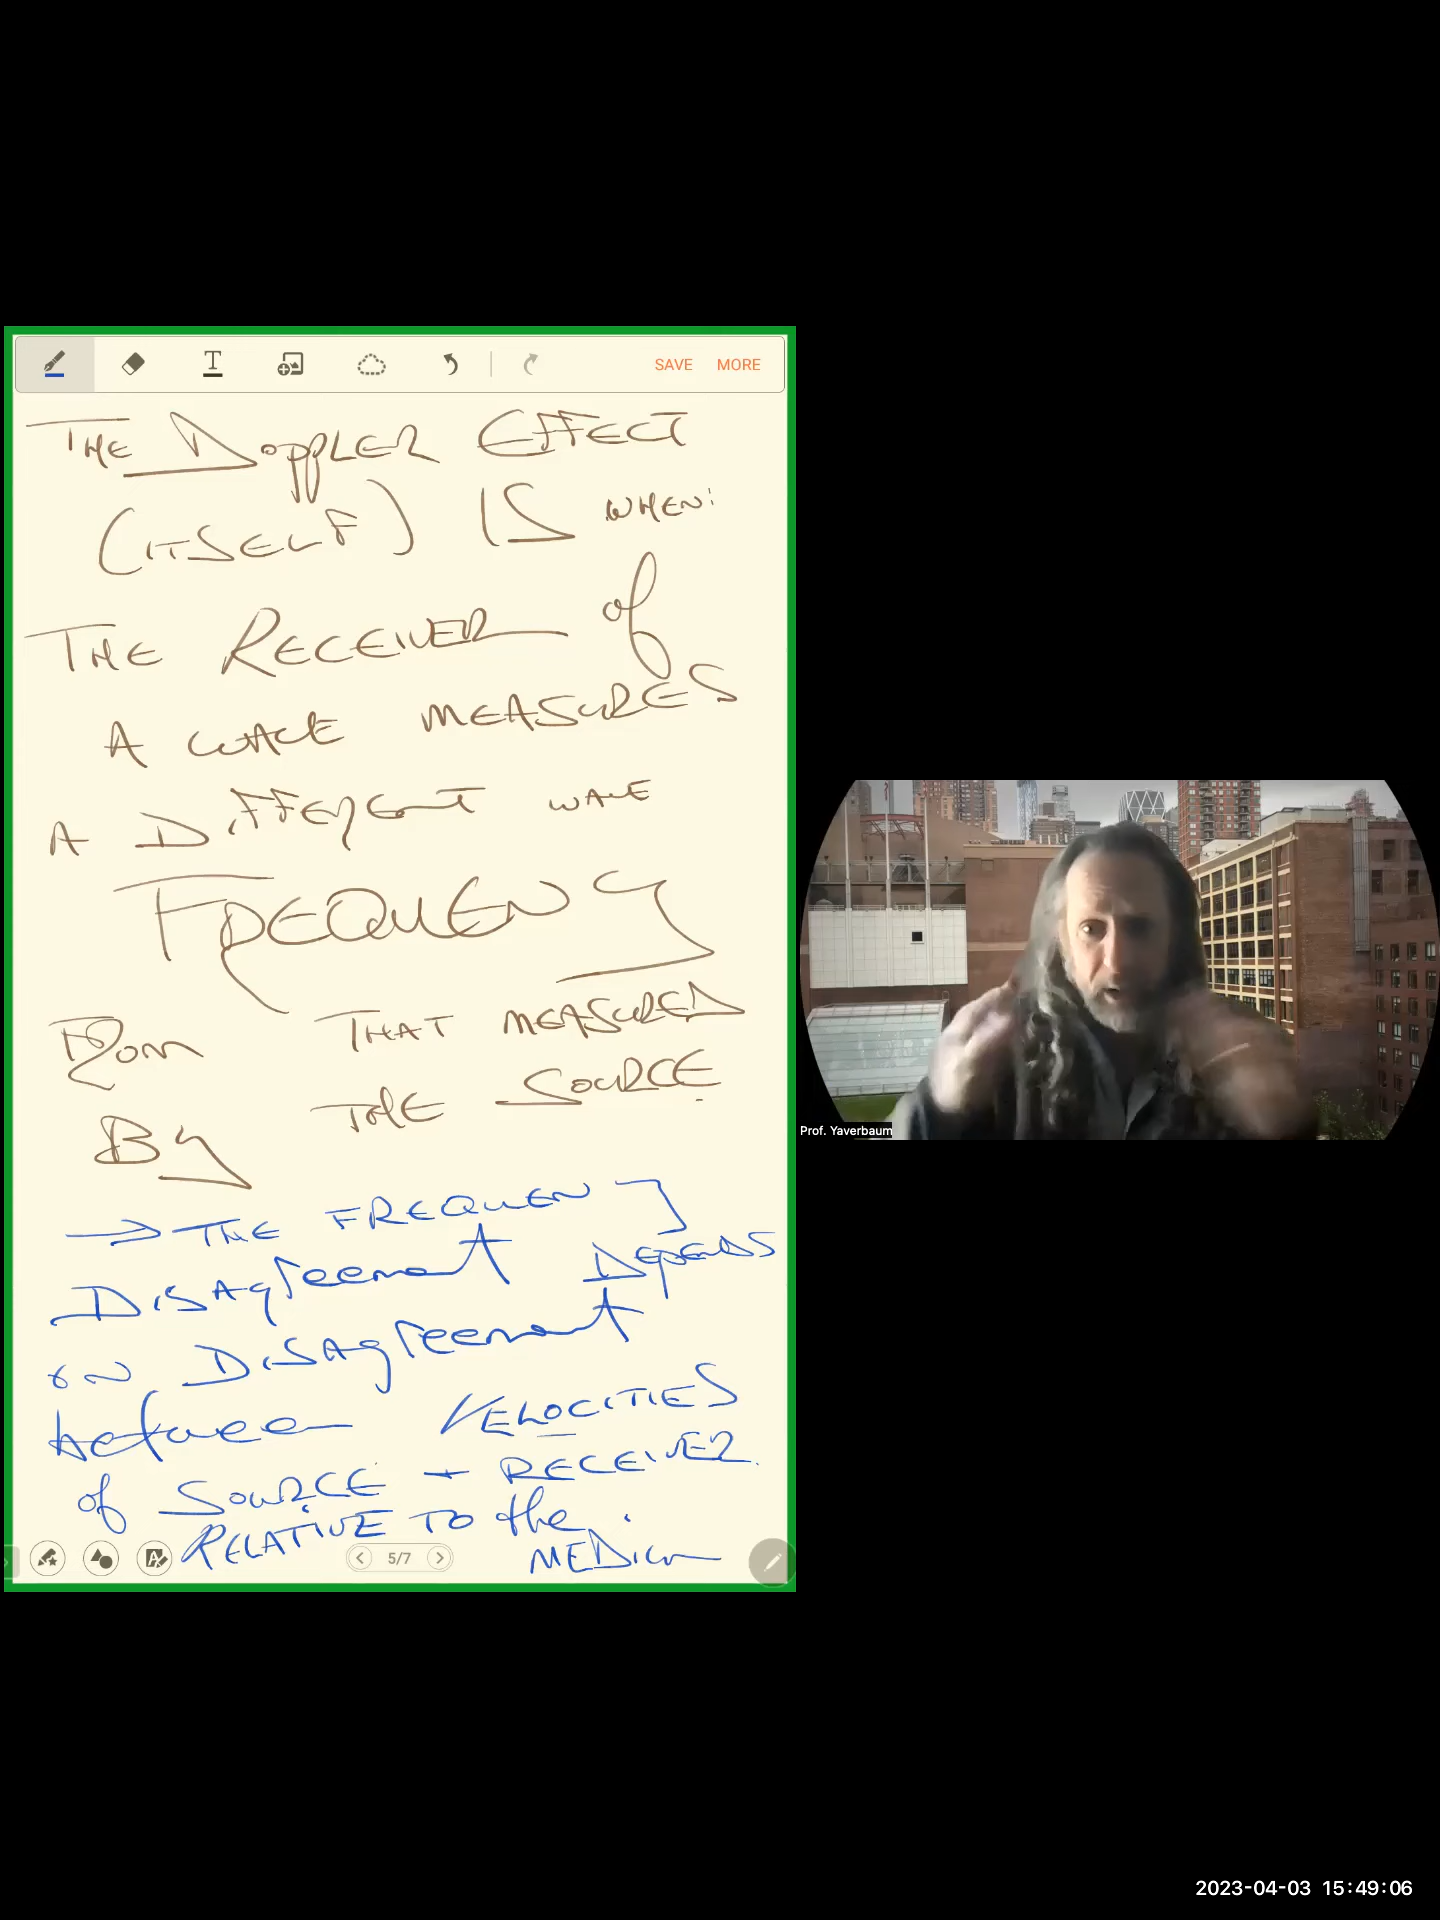 T
SAVE MORE
THE DOPPLER EFFECT
(ITSELF) IS WHEN:
THE RECEIVER of
A WAVE MEASURES
A DIFFERENT WAVE
FREQUENCY
FROM THAT MEASURED
BY THE SOURCE.
→ THE FREQUENCY
DISAgreement DepenDS
ON DISAgreement
between VELOCITIES
of SOURCE + RECEIVER
RELATIVE TO the
MEDIUM
A
5/7
Prof. Yaverbaum
2023-04-03 15:49:06